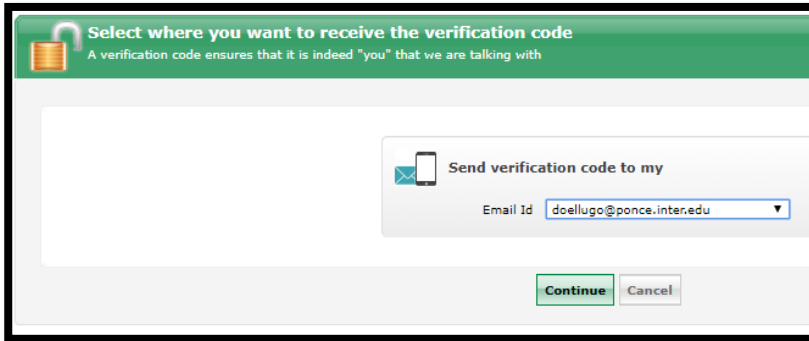 Select where you want to receive the verification code
A verification code ensures that it is indeed "you" that we are talking with
Send verification code to my
Email Id doellugo@ponce.inter.edu
Continue Cancel